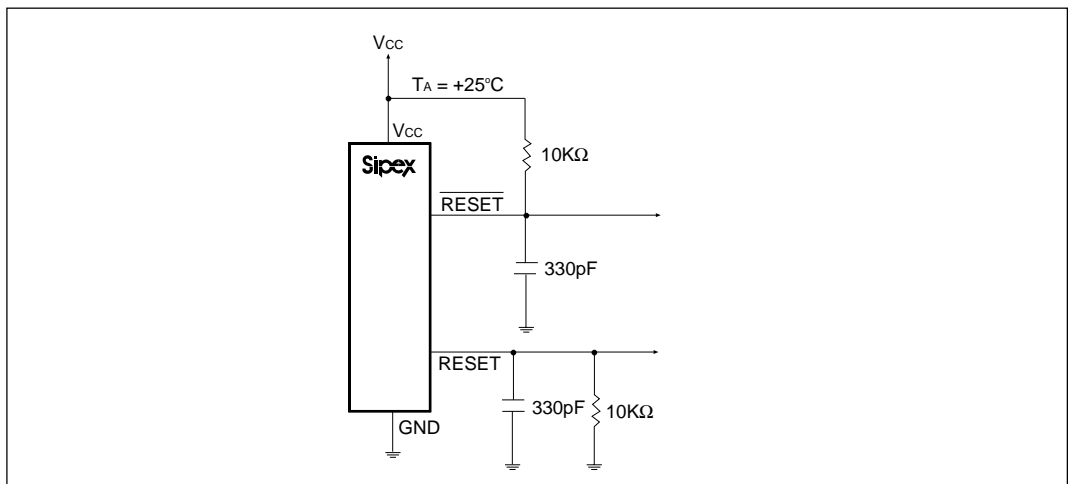 Vcc
TA = +25°C
Vcc
Sipex
10KΩ
RESET
330pF
RESET
330pF
10KΩ
GND